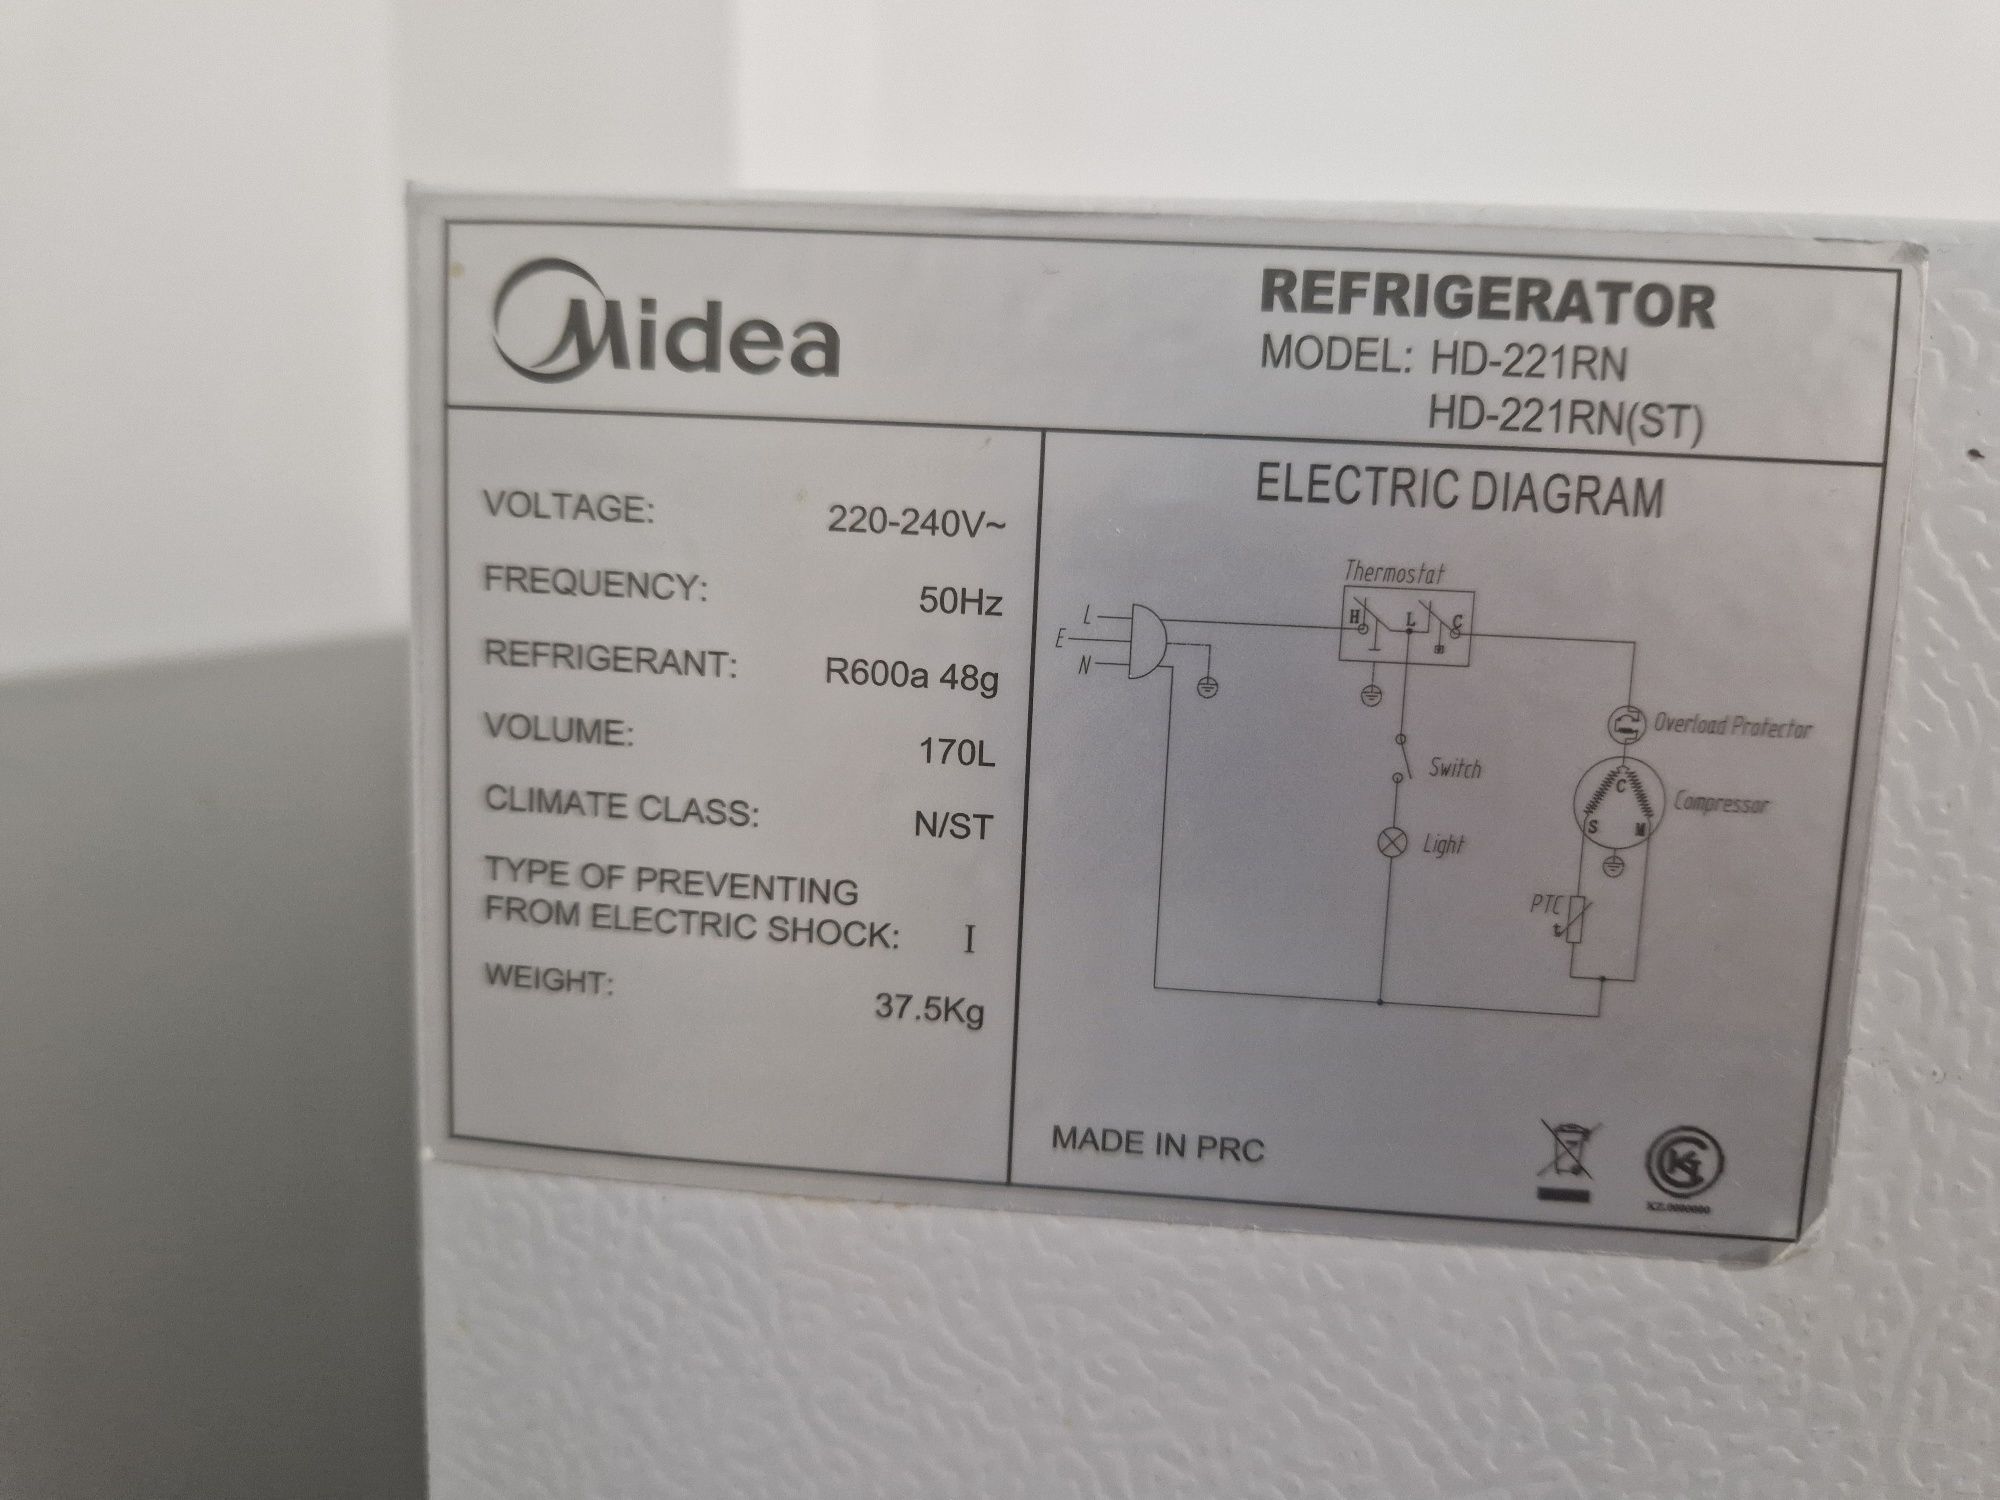 Midea
REFRIGERATOR
MODEL: HD-221RN
HD-221RN(ST)
VOLTAGE: 220-240V~
FREQUENCY: 50Hz
REFRIGERANT: R600a 48g
VOLUME: 170L
CLIMATE CLASS: N/ST
TYPE OF PREVENTING
FROM ELECTRIC SHOCK: I
WEIGHT: 37.5Kg
ELECTRIC DIAGRAM
Thermostat
L
E
N
H L C
Overload Protector
Switch
C
Compressor
S M
Light
PTC
t
MADE IN PRC